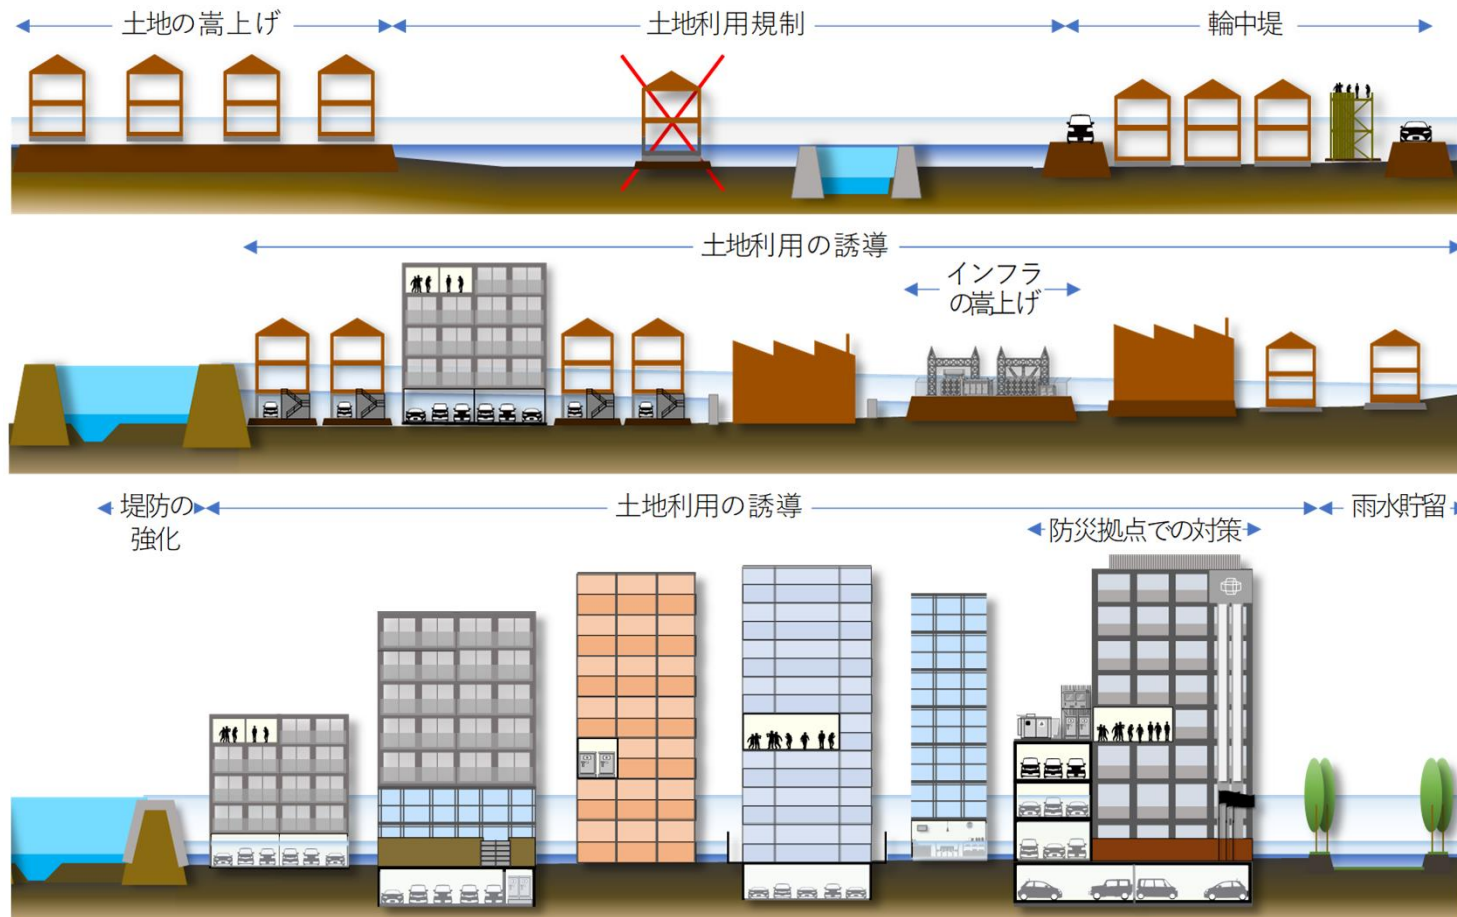 土地の嵩上げ
土地利用規制
輪中堤
土地利用の誘導
インフラ
の嵩上げ
堤防の
強化
土地利用の誘導
雨水貯留
防災拠点での対策